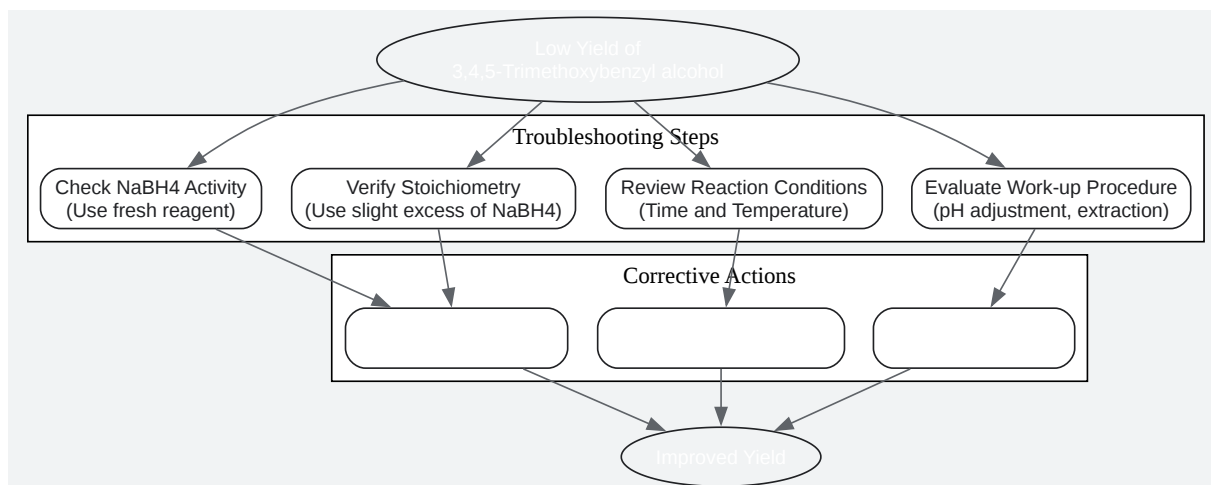 Low Yield of
3,4,5-Trimethoxybenzyl alcohol
Troubleshooting Steps
Check NaBH4 Activity
(Use fresh reagent)
Verify Stoichiometry
(Use slight excess of NaBH4)
Review Reaction Conditions
(Time and Temperature)
Evaluate Work-up Procedure
(pH adjustment, extraction)
Corrective Actions
Improved Yield